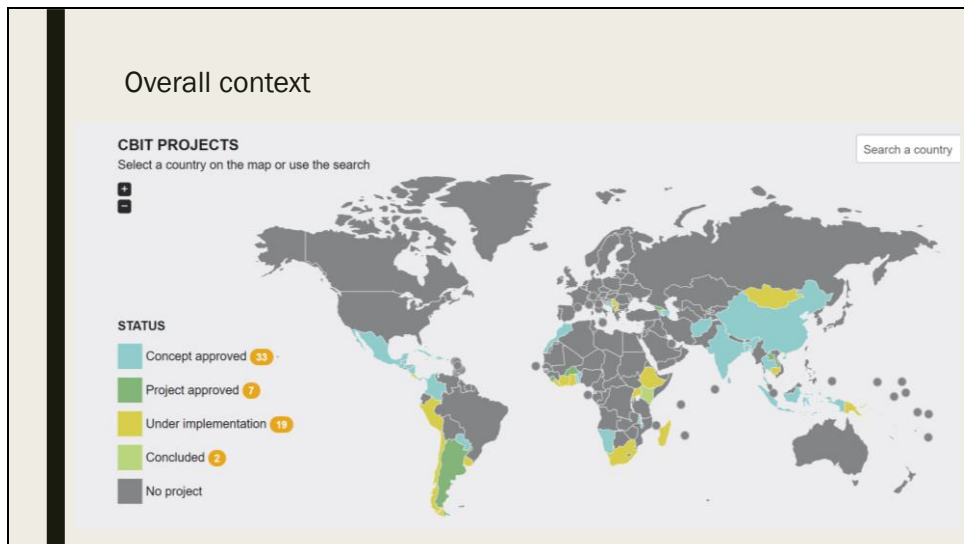 Overall context
CBIT PROJECTS
Select a country on the map or use the search
Search a country
+
−
STATUS
Concept approved 33
Project approved 7
Under implementation 19
Concluded 2
No project